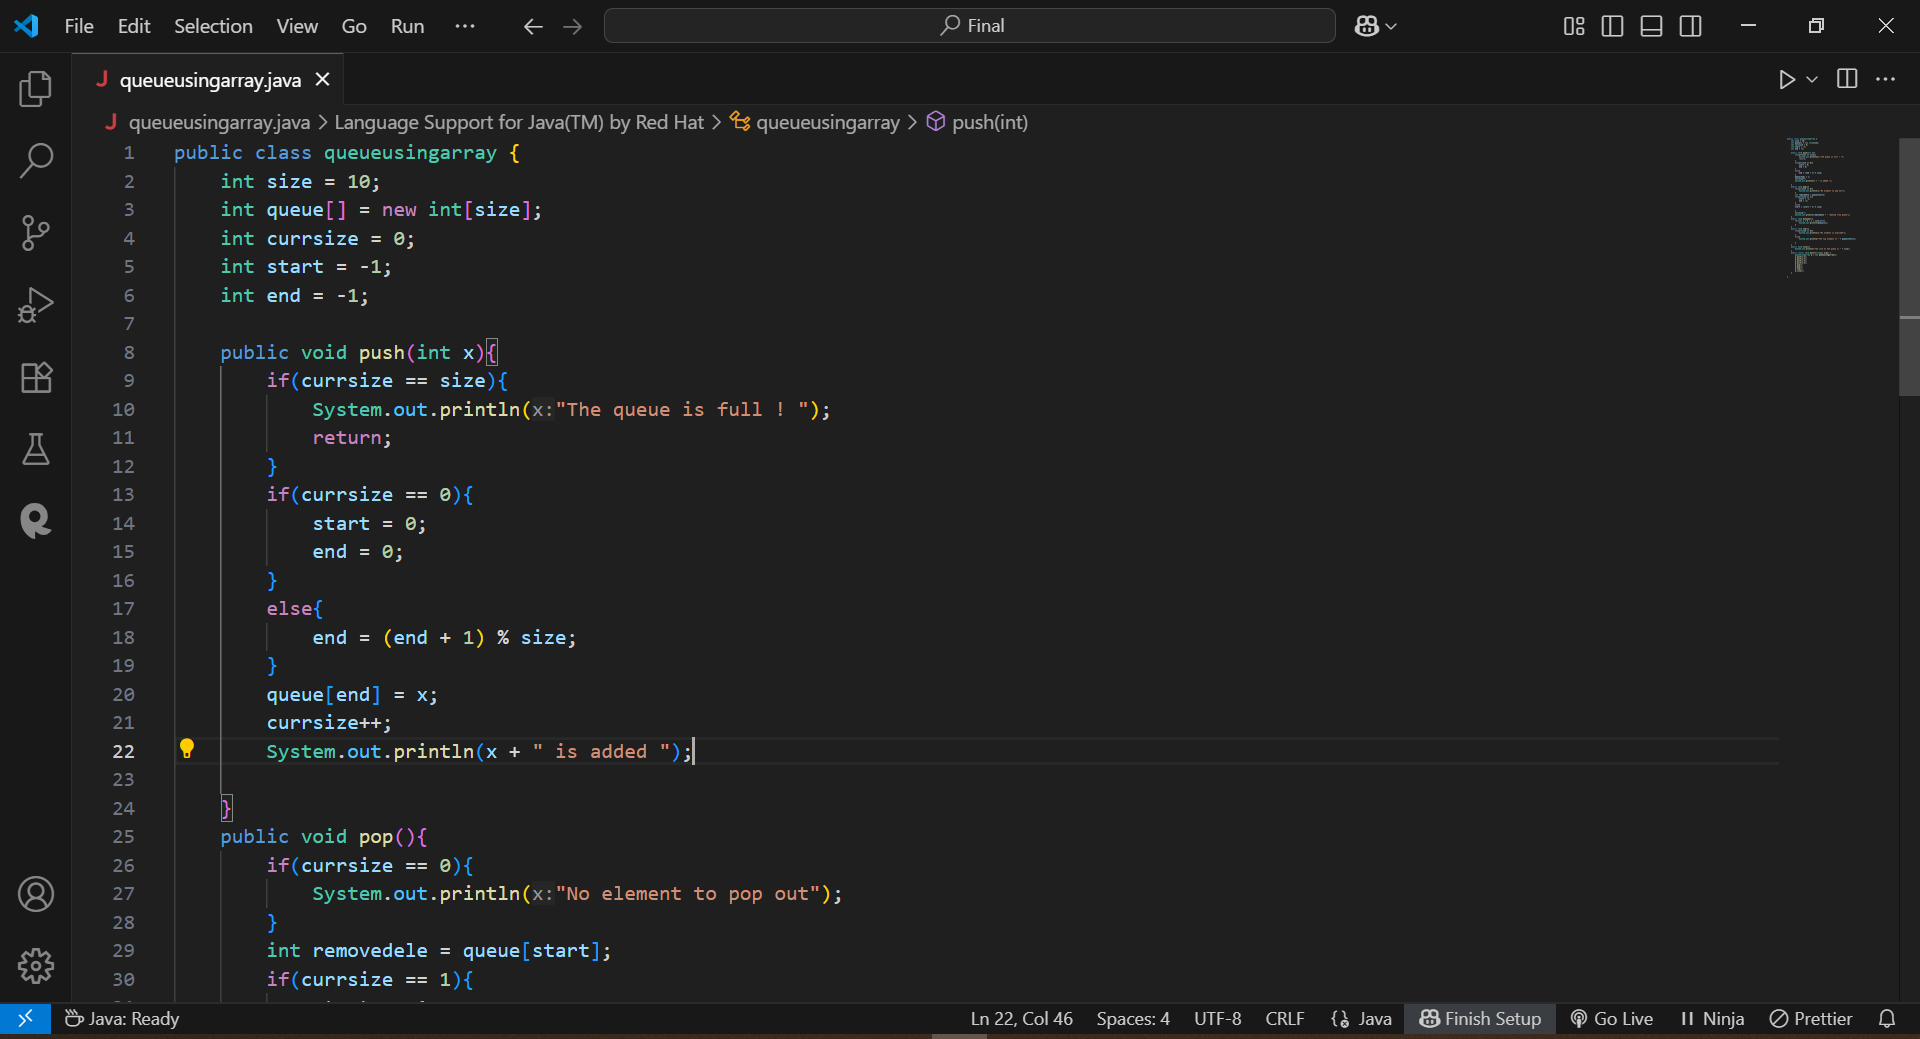 File Edit Selection View Go Run ··· Final
queueusingarray.java
queueusingarray.java > Language Support for Java(TM) by Red Hat > queueusingarray > push(int)
1 public class queueusingarray {
2     int size = 10;
3     int queue[] = new int[size];
4     int currsize = 0;
5     int start = -1;
6     int end = -1;
7
8     public void push(int x){
9         if(currsize == size){
10             System.out.println(x:"The queue is full ! ");
11             return;
12         }
13         if(currsize == 0){
14             start = 0;
15             end = 0;
16         }
17         else{
18             end = (end + 1) % size;
19         }
20         queue[end] = x;
21         currsize++;
22         System.out.println(x + " is added ");
23
24     }
25     public void pop(){
26         if(currsize == 0){
27             System.out.println(x:"No element to pop out");
28         }
29         int removedele = queue[start];
30         if(currsize == 1){
Java: Ready Ln 22, Col 46 Spaces: 4 UTF-8 CRLF Java Finish Setup Go Live Ninja Prettier